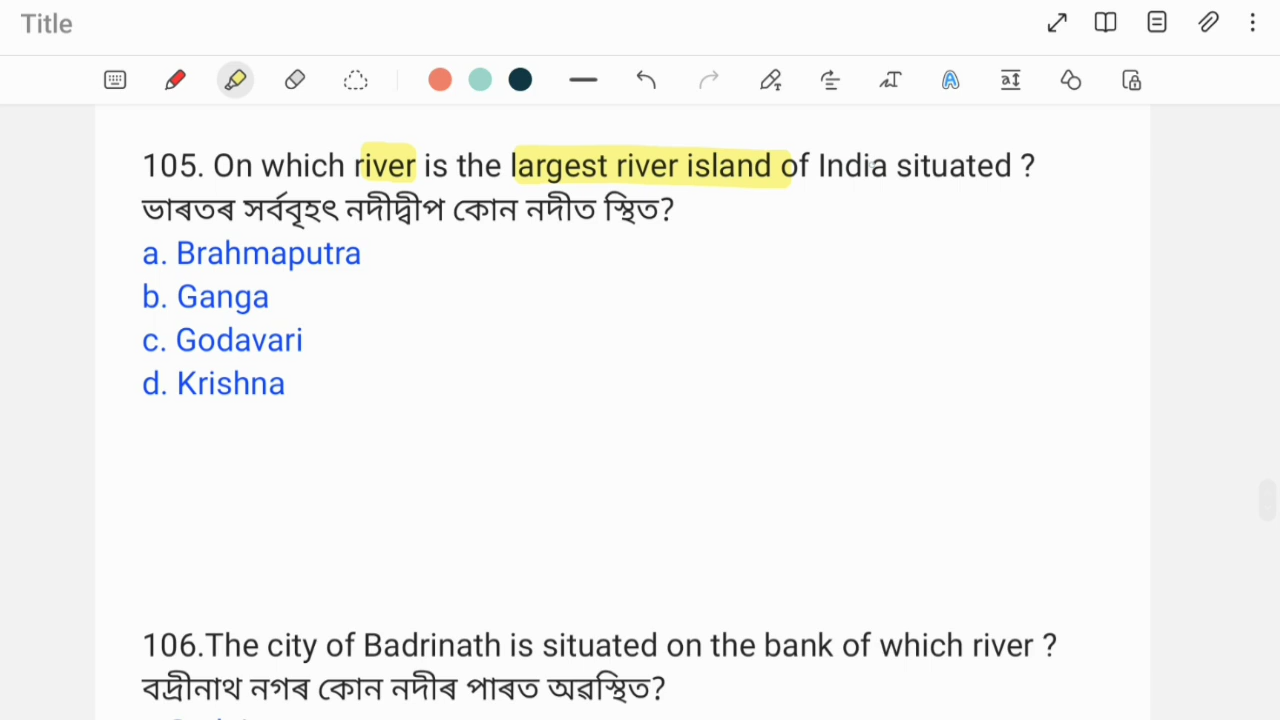 Title
105. On which river is the largest river island of India situated ?
ভাৰতৰ সৰ্ববৃহৎ নদীদ্বীপ কোন নদীত স্থিত?
a. Brahmaputra
b. Ganga
c. Godavari
d. Krishna
106.The city of Badrinath is situated on the bank of which river ?
বদ্ৰীনাথ নগৰ কোন নদীৰ পাৰত অৱস্থিত?